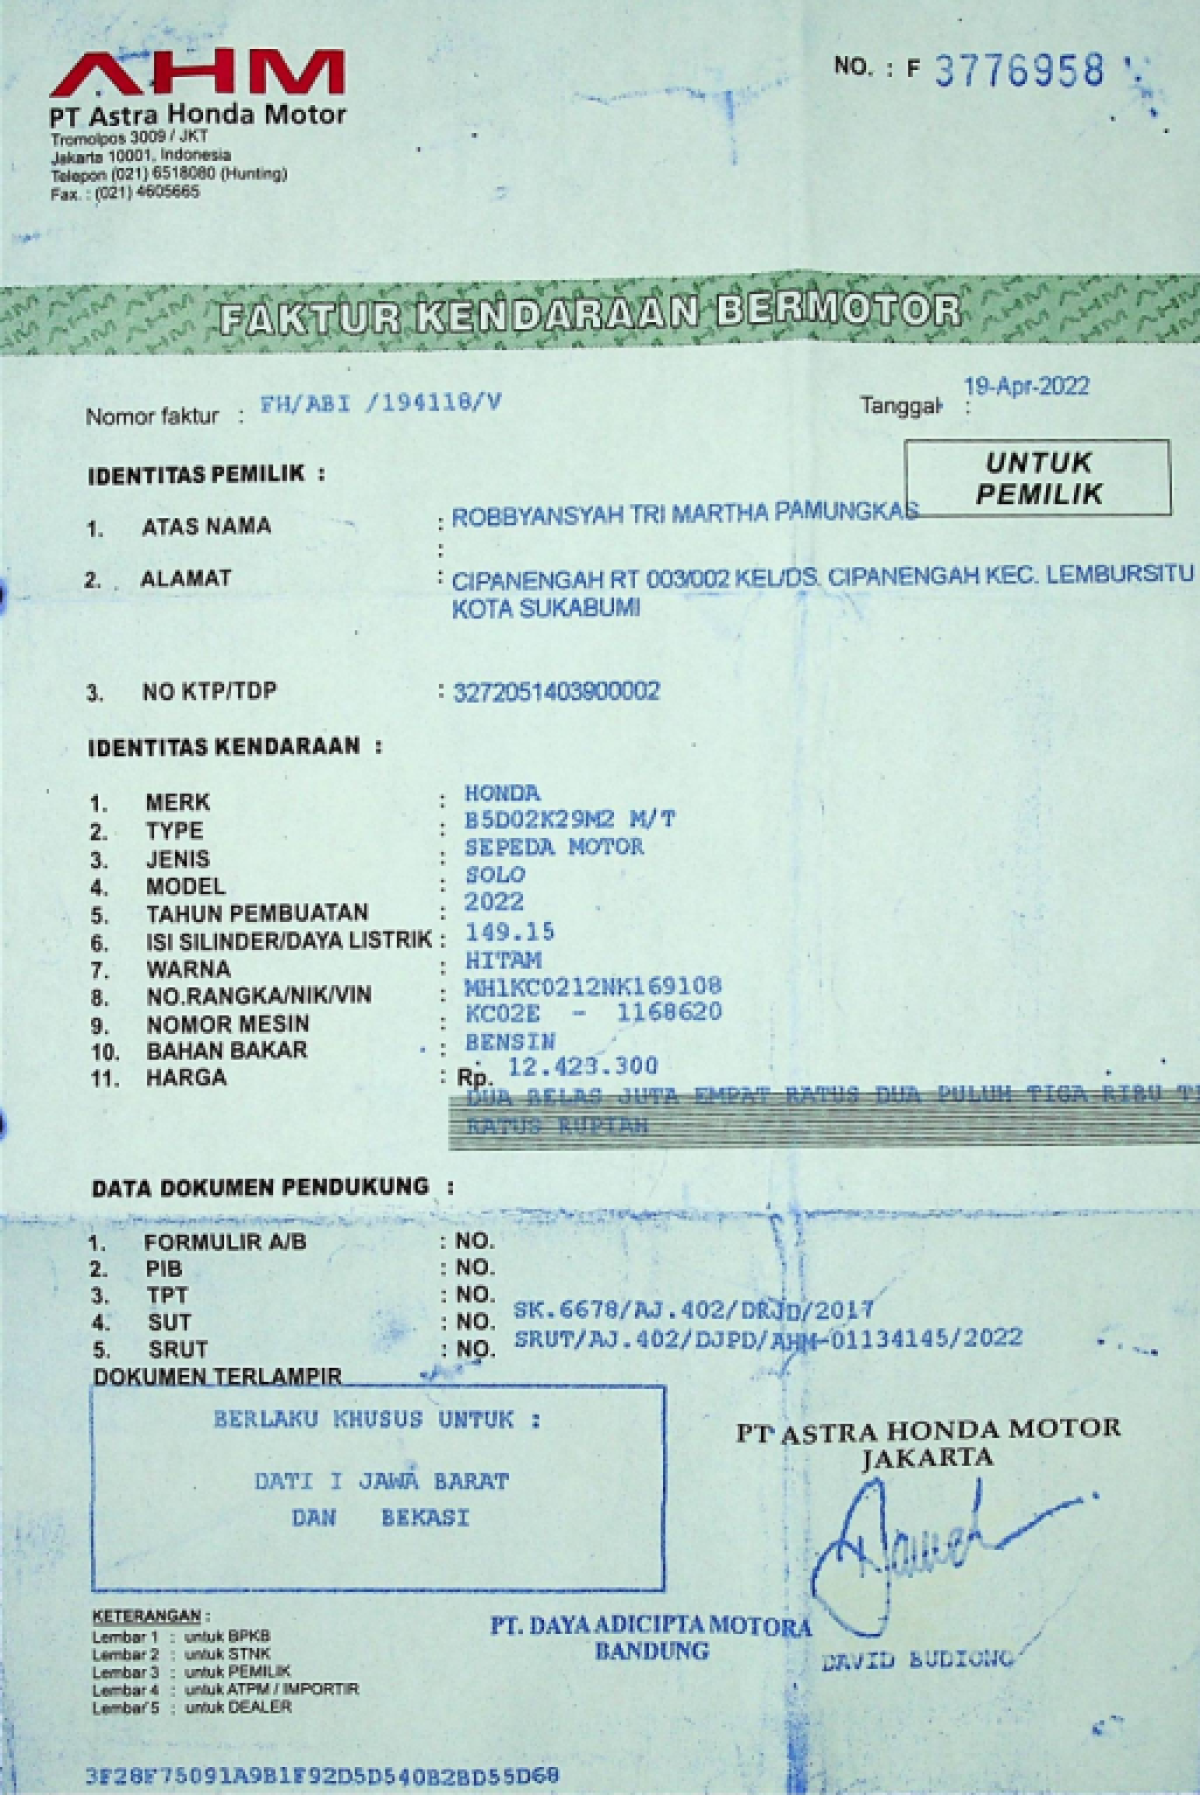 AHM
PT Astra Honda Motor
Tromolpos 3009 / JKT
Jakarta 10001, Indonesia
Telepon (021) 6518080 (Hunting)
Fax. : (021) 4605665
NO. : F 3776958
FAKTUR KENDARAAN BERMOTOR
Nomor faktur : FH/ABI /194118/V
Tanggal : 19-Apr-2022
UNTUK
PEMILIK
IDENTITAS PEMILIK :
1. ATAS NAMA : ROBBYANSYAH TRI MARTHA PAMUNGKAS
:
2. ALAMAT : CIPANENGAH RT 003/002 KEL/DS. CIPANENGAH KEC. LEMBURSITU
KOTA SUKABUMI
3. NO KTP/TDP : 3272051403900002
IDENTITAS KENDARAAN :
1. MERK : HONDA
2. TYPE : B5D02K29M2 M/T
3. JENIS : SEPEDA MOTOR
4. MODEL : SOLO
5. TAHUN PEMBUATAN : 2022
6. ISI SILINDER/DAYA LISTRIK : 149.15
7. WARNA : HITAM
8. NO.RANGKA/NIK/VIN : MH1KC0212NK169108
9. NOMOR MESIN : KC02E - 1168620
10. BAHAN BAKAR : BENSIN
11. HARGA : Rp. 12.423.300
DUA BELAS JUTA EMPAT RATUS DUA PULUH TIGA RIBU
RATUS RUPIAH
DATA DOKUMEN PENDUKUNG :
1. FORMULIR A/B : NO.
2. PIB : NO.
3. TPT : NO.
4. SUT : NO. SK.6678/AJ.402/DRJD/2017
5. SRUT : NO. SRUT/AJ.402/DJPD/AHM-01134145/2022
DOKUMEN TERLAMPIR
BERLAKU KHUSUS UNTUK :
DATI I JAWA BARAT
DAN BEKASI
PT ASTRA HONDA MOTOR
JAKARTA
PT. DAYA ADICIPTA MOTORA
BANDUNG
DAVID BUDIONO
KETERANGAN :
Lembar 1 : untuk BPKB
Lembar 2 : untuk STNK
Lembar 3 : untuk PEMILIK
Lembar 4 : untuk ATPM / IMPORTIR
Lembar 5 : untuk DEALER
3F28F75091A9B1F92D5D540B2BD55D68